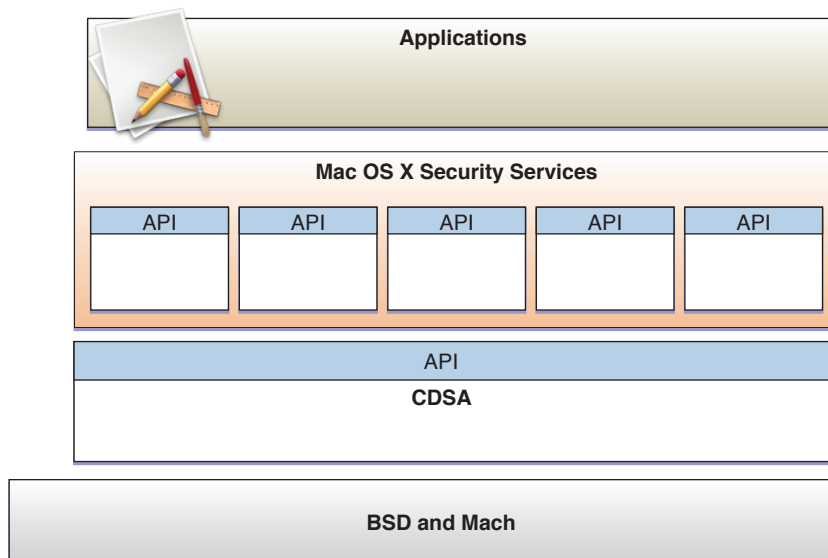 Applications
Mac OS X Security Services
API API API API API
API
CDSA
BSD and Mach